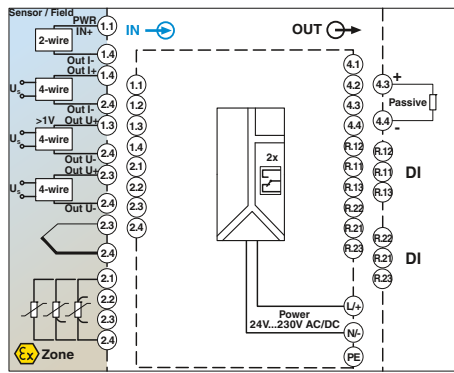 Sensor / Field
PWR
IN+
2-wire
1.1
1.4
Out I-
Out I+
Us
4-wire
1.4
2.4
Out I-
>1V
Out U+
Us
4-wire
1.3
2.4
Out U-
Out U+
Us
4-wire
2.3
2.4
Out U-
2.3
2.4
2.1
2.2
2.3
2.4
Ex Zone
IN
OUT
1.1
1.2
1.3
1.4
2.1
2.2
2.3
2.4
2x
Power
24V...230V AC/DC
4.1
4.2
4.3
4.4
R.12
R.11
R.13
R.22
R.21
R.23
L/+
N/-
PE
4.3
+
Passive
4.4
-
R.12
R.11
DI
R.13
R.22
R.21
DI
R.23